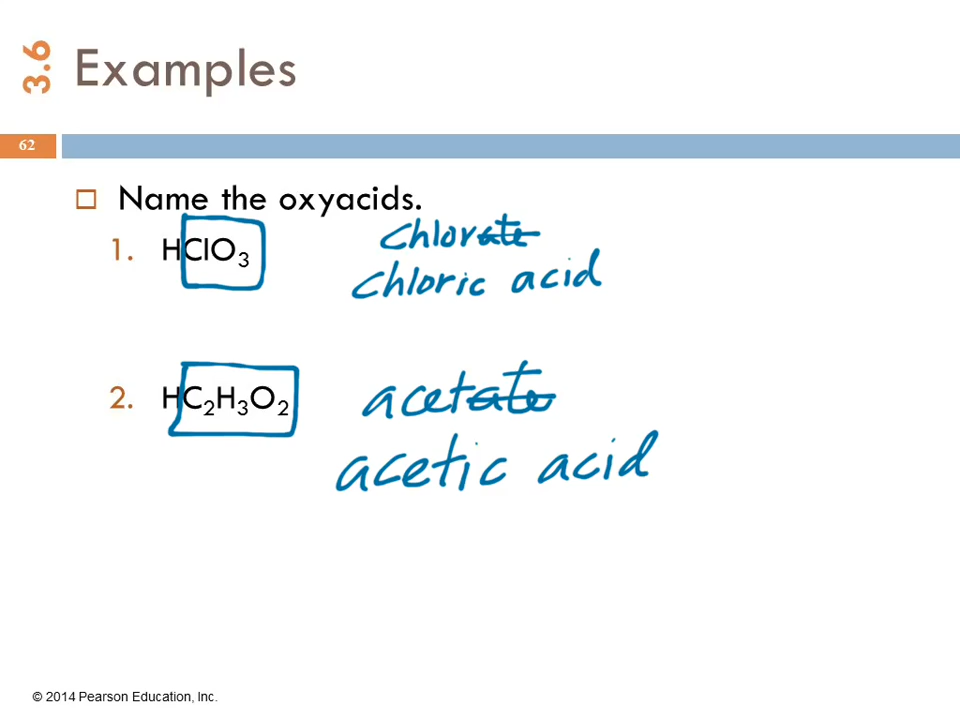 3.6
Examples
62
Name the oxyacids.
1. HClO₃
chlorate
chloric acid
2. HC₂H₃O₂
acetate
acetic acid
© 2014 Pearson Education, Inc.